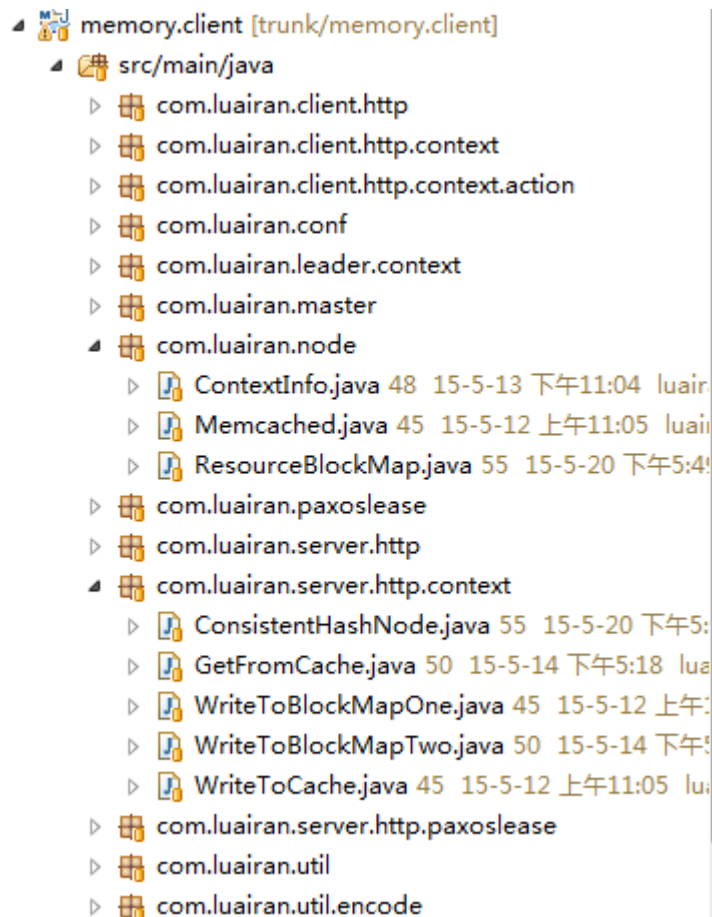 memory.client [trunk/memory.client]
src/main/java
com.luairan.client.http
com.luairan.client.http.context
com.luairan.client.http.context.action
com.luairan.conf
com.luairan.leader.context
com.luairan.master
com.luairan.node
ContextInfo.java 48 15-5-13 下午11:04 luair
Memcached.java 45 15-5-12 上午11:05 luai
ResourceBlockMap.java 55 15-5-20 下午5:49
com.luairan.paxoslease
com.luairan.server.http
com.luairan.server.http.context
ConsistentHashNode.java 55 15-5-20 下午5:
GetFromCache.java 50 15-5-14 下午5:18 lua
WriteToBlockMapOne.java 45 15-5-12 上午
WriteToBlockMapTwo.java 50 15-5-14 下午
WriteToCache.java 45 15-5-12 上午11:05 lu
com.luairan.server.http.paxoslease
com.luairan.util
com.luairan.util.encode